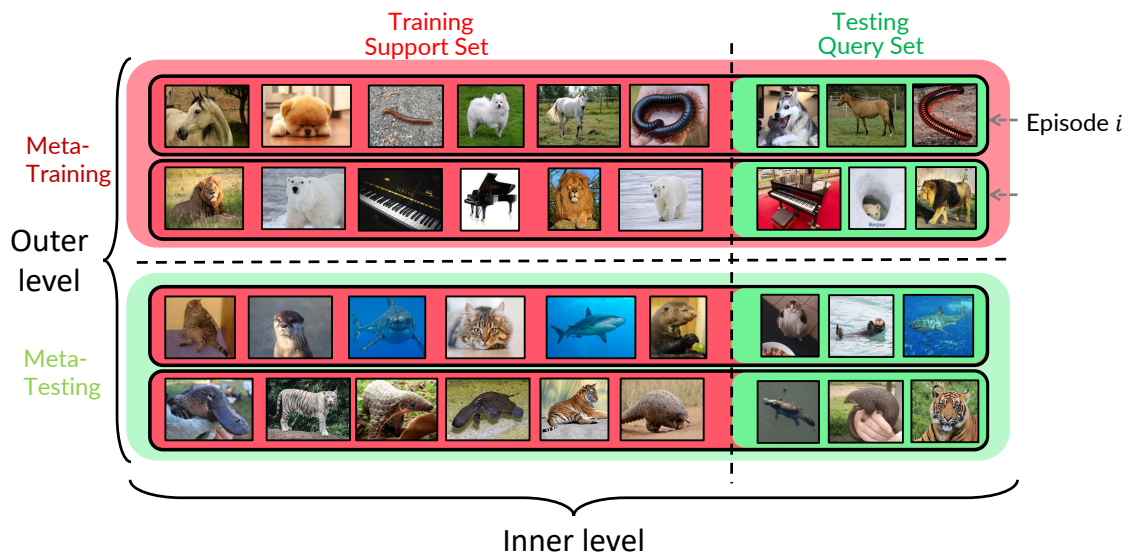 Training
Support Set
Testing
Query Set
Meta-
Training
Episode i
Outer
level
Meta-
Testing
Inner level